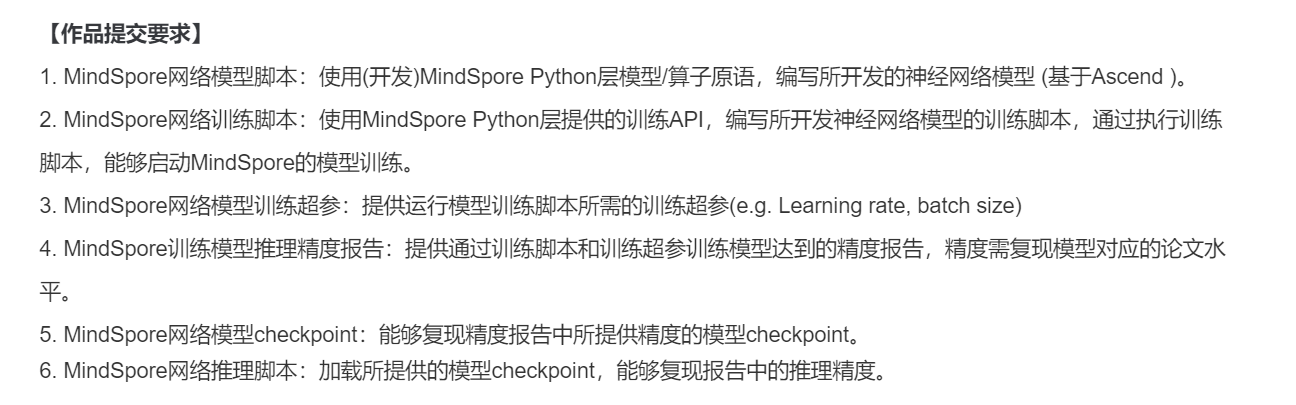 【作品提交要求】
1. MindSpore网络模型脚本：使用(开发)MindSpore Python层模型/算子原语，编写所开发的神经网络模型 (基于Ascend )。
2. MindSpore网络训练脚本：使用MindSpore Python层提供的训练API，编写所开发神经网络模型的训练脚本，通过执行训练
脚本，能够启动MindSpore的模型训练。
3. MindSpore网络模型训练超参：提供运行模型训练脚本所需的训练超参(e.g. Learning rate, batch size)
4. MindSpore训练模型推理精度报告：提供通过训练脚本和训练超参训练模型达到的精度报告，精度需复现模型对应的论文水
平。
5. MindSpore网络模型checkpoint：能够复现精度报告中所提供精度的模型checkpoint。
6. MindSpore网络推理脚本：加载所提供的模型checkpoint，能够复现报告中的推理精度。